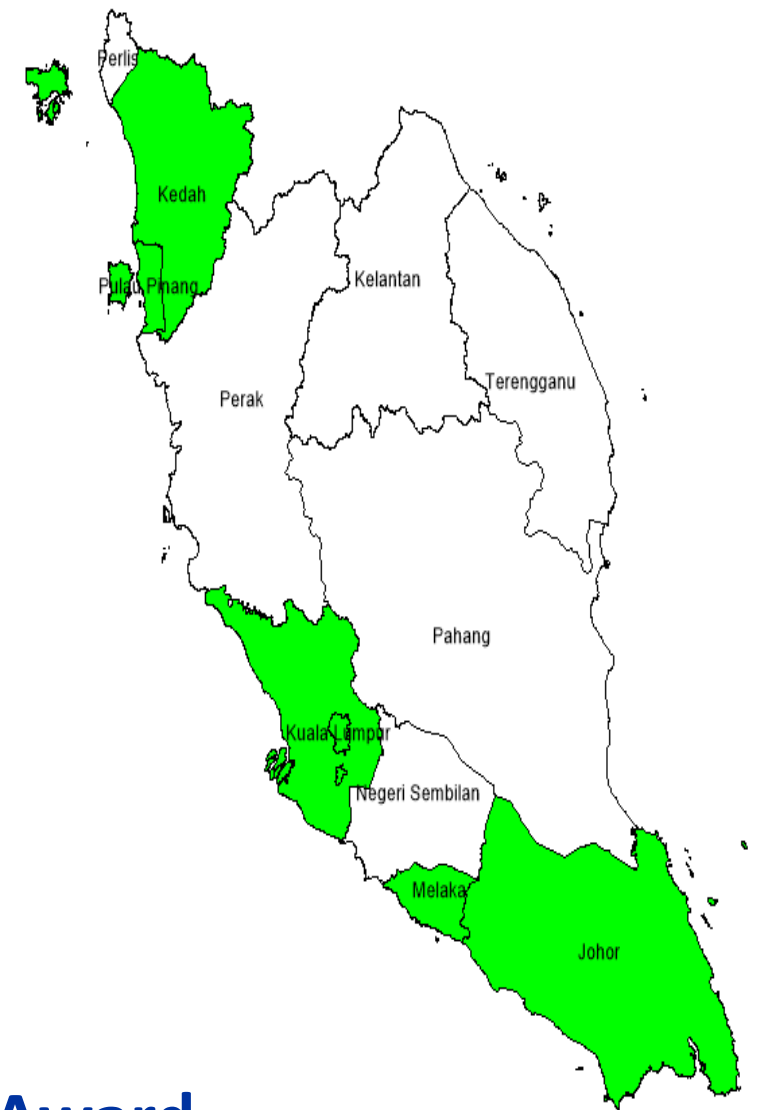 Perlis
Kedah
Kelantan
Pulau Pinang
Terengganu
Perak
Pahang
Kuala Lumpur
Negeri Sembilan
Melaka
Johor
Award